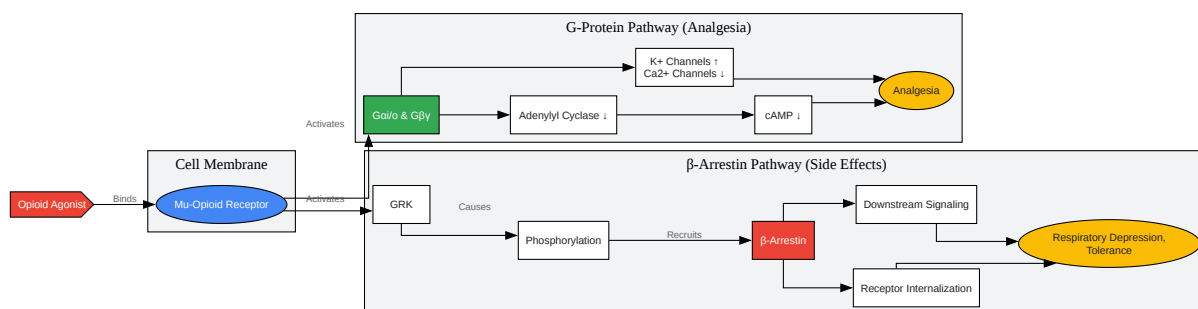 G-Protein Pathway (Analgesia)
K+ Channels ↑
Ca2+ Channels ↓
Analgesia
Gαi/o & Gβγ
Adenylyl Cyclase ↓
cAMP ↓
Activates
Cell Membrane
β-Arrestin Pathway (Side Effects)
Opioid Agonist
Binds
Mu-Opioid Receptor
Activates
GRK
Causes
Phosphorylation
Recruits
β-Arrestin
Downstream Signaling
Respiratory Depression,
Tolerance
Receptor Internalization